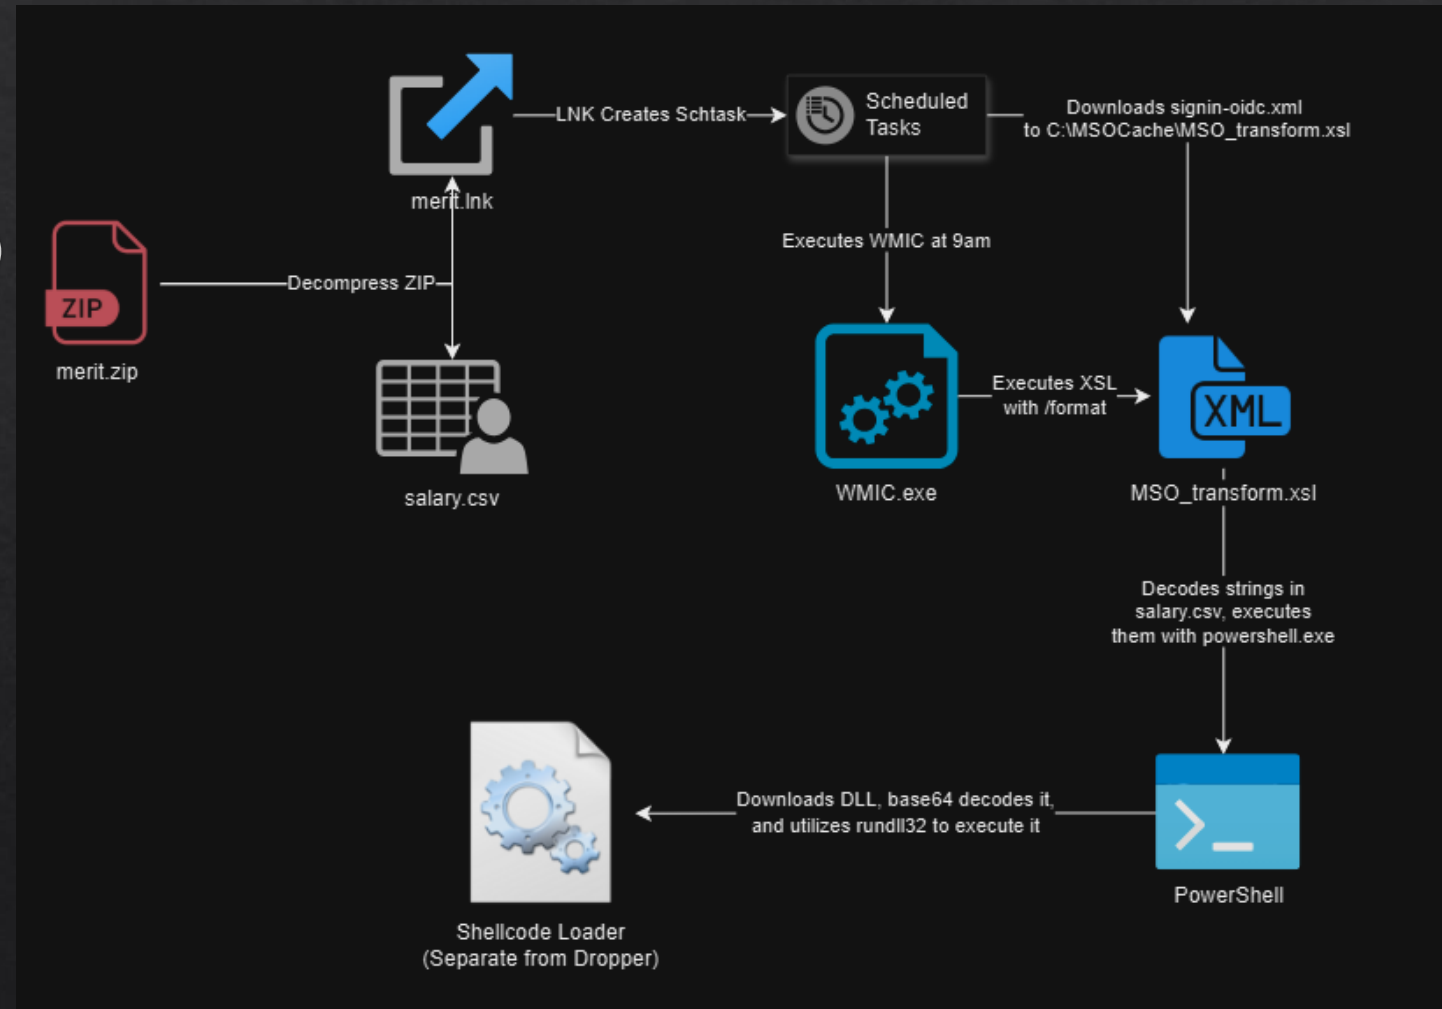 LNK Creates Schtask
Scheduled
Tasks
Downloads signin-oidc.xml
to C:\MSOCache\MSO_transform.xsl
merit.lnk
Executes WMIC at 9am
Decompress ZIP
ZIP
merit.zip
Executes XSL
with /format
XML
salary.csv
WMIC.exe
MSO_transform.xsl
Decodes strings in
salary.csv, executes
them with powershell.exe
Downloads DLL, base64 decodes it,
and utilizes rundll32 to execute it
PowerShell
Shellcode Loader
(Separate from Dropper)